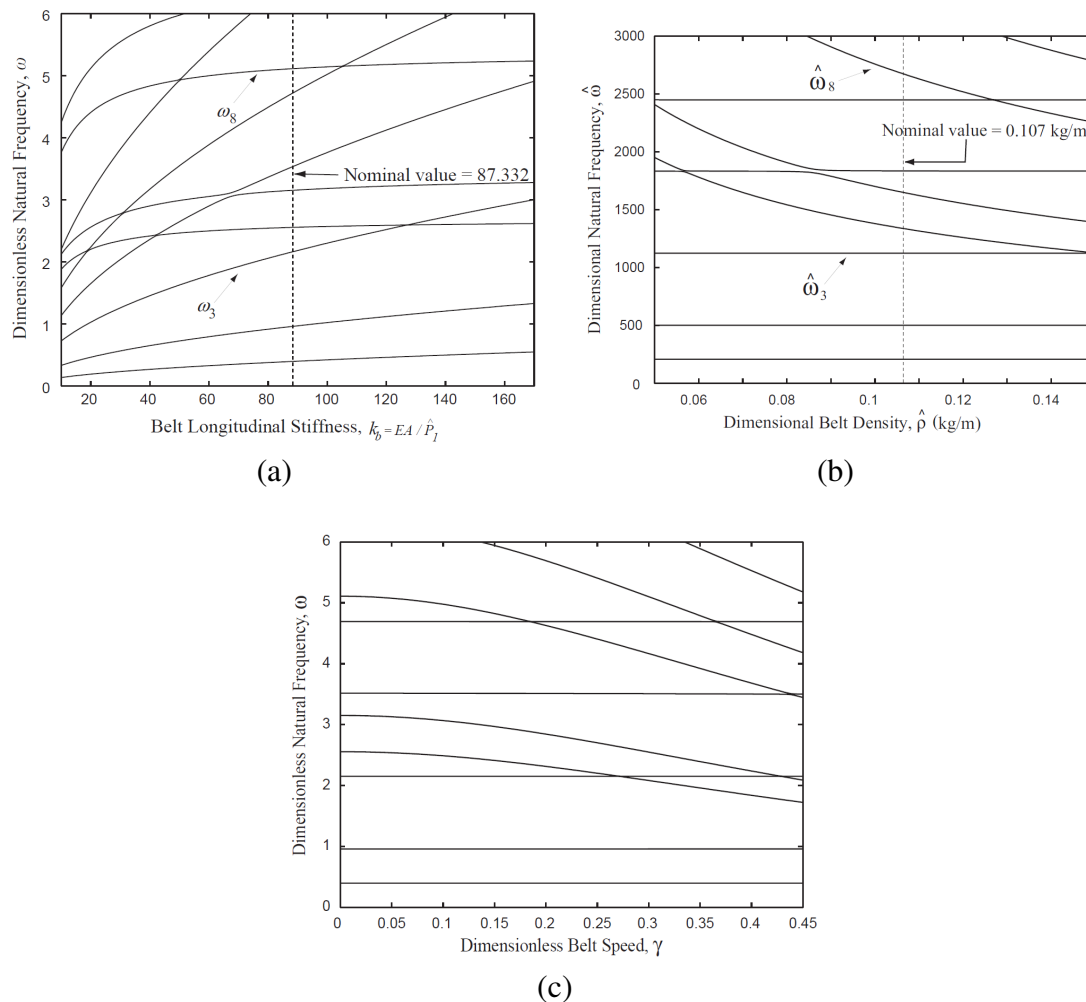 6
5
4
3
2
1
0
Dimensionless Natural Frequency, ω
ω₈
Nominal value = 87.332
ω₃
20 40 60 80 100 120 140 160
Belt Longitudinal Stiffness, k_b = EA / P̂_1
(a)
3000
2500
2000
1500
1000
500
0
Dimensional Natural Frequency, ω̂
ω̂₈
Nominal value = 0.107 kg/m
ω̂₃
0.06 0.08 0.1 0.12 0.14
Dimensional Belt Density, ρ̂ (kg/m)
(b)
6
5
4
3
2
1
0
Dimensionless Natural Frequency, ω
0 0.05 0.1 0.15 0.2 0.25 0.3 0.35 0.4 0.45
Dimensionless Belt Speed, γ
(c)